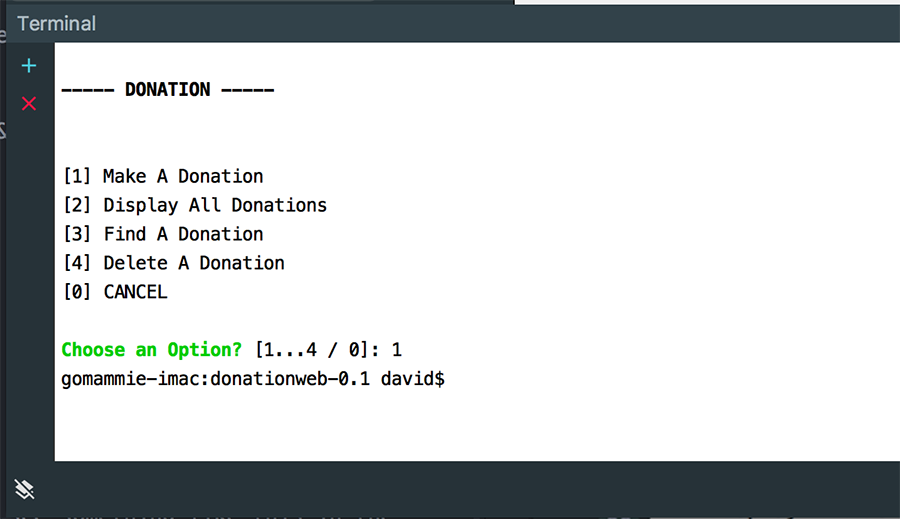 Terminal
----- DONATION -----
[1] Make A Donation
[2] Display All Donations
[3] Find A Donation
[4] Delete A Donation
[0] CANCEL
Choose an Option? [1...4 / 0]: 1
gomammie-imac:donationweb-0.1 david$